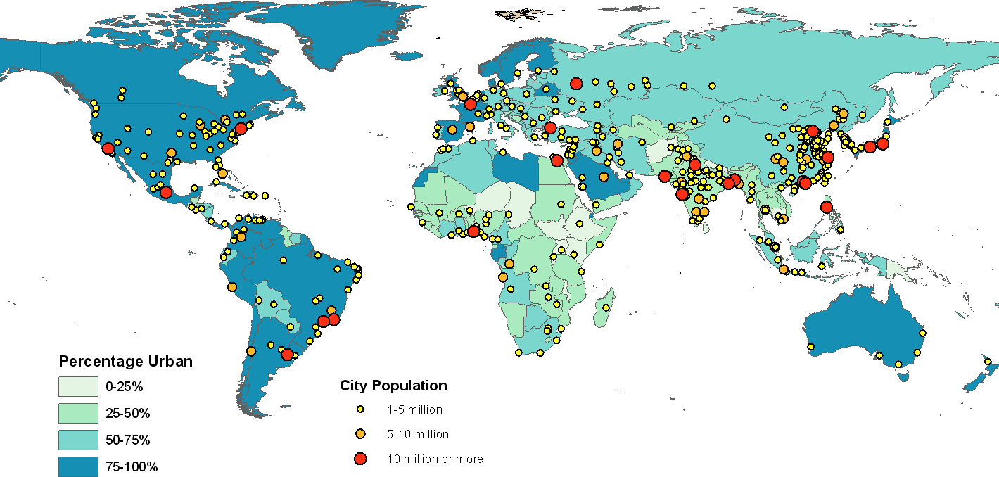 Percentage Urban
0-25%
25-50%
50-75%
75-100%
City Population
1-5 million
5-10 million
10 million or more